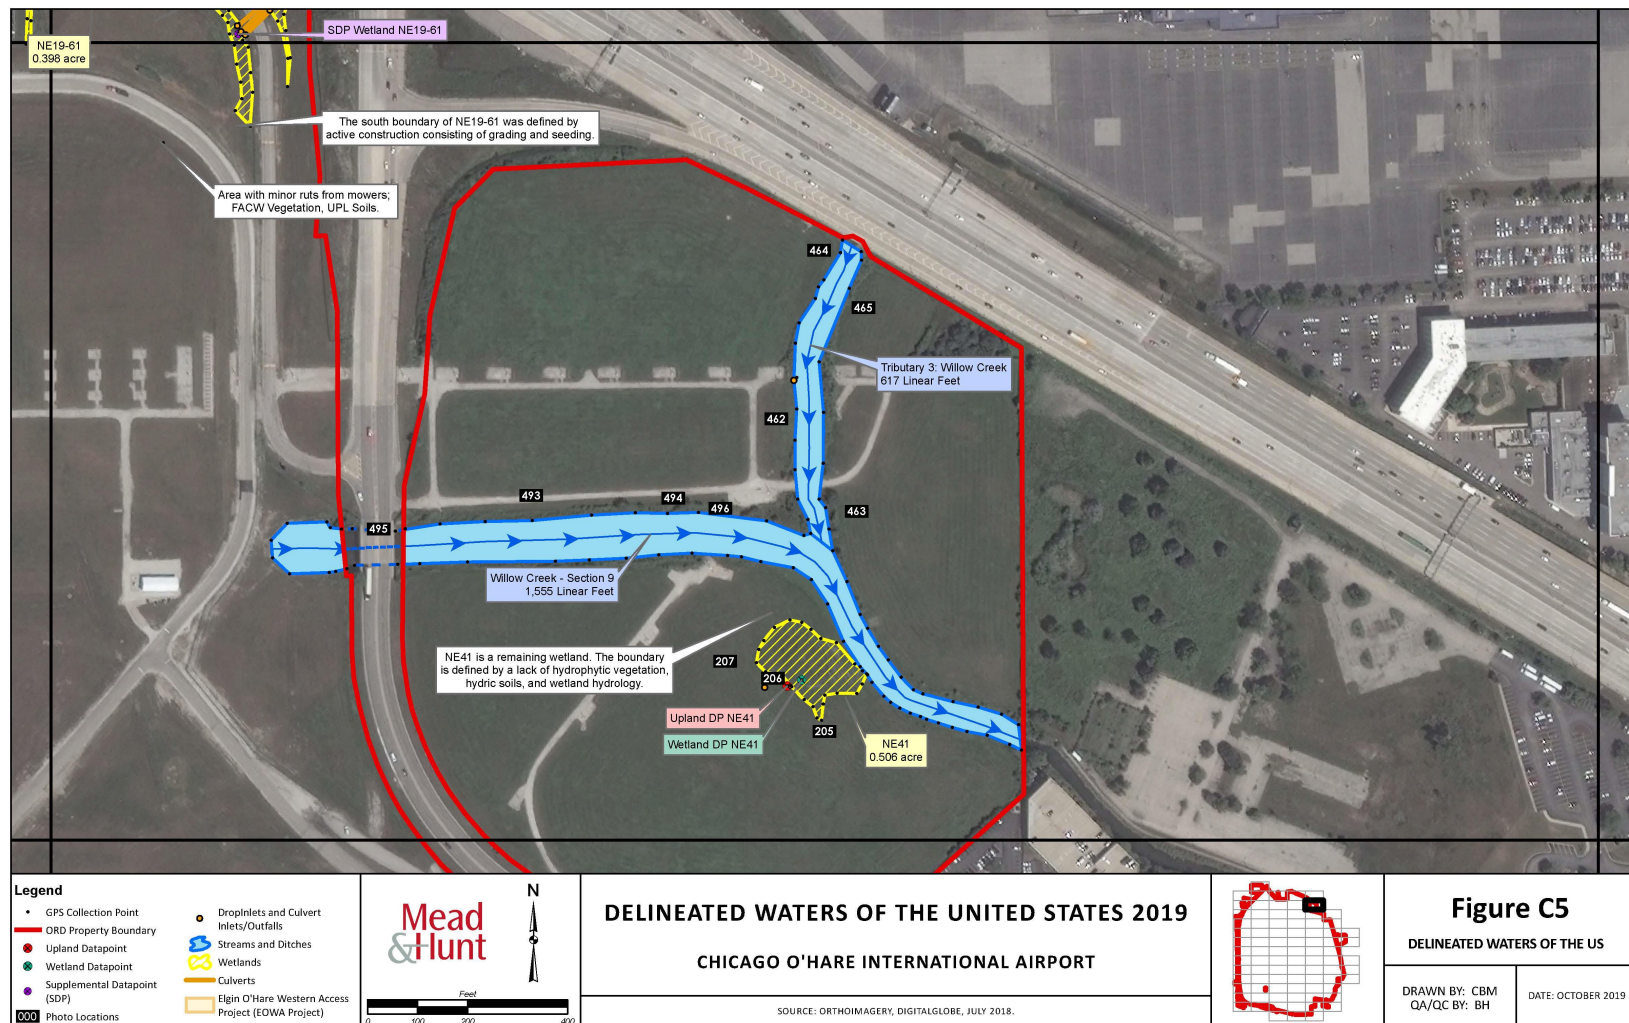 SDP Wetland NE19-61
NE19-61
0.398 acre
The south boundary of NE19-61 was defined by
active construction consisting of grading and seeding.
Area with minor ruts from mowers;
FACW Vegetation, UPL Soils.
464
465
Tributary 3: Willow Creek
617 Linear Feet
462
493
494
496
463
495
Willow Creek - Section 9
1,555 Linear Feet
NE41 is a remaining wetland. The boundary
is defined by a lack of hydrophytic vegetation,
hydric soils, and wetland hydrology.
207
206
Upland DP NE41
205
Wetland DP NE41
NE41
0.506 acre
Legend
GPS Collection Point
ORD Property Boundary
Upland Datapoint
Wetland Datapoint
Supplemental Datapoint
(SDP)
000 Photo Locations
DropInlets and Culvert
Inlets/Outfalls
Streams and Ditches
Wetlands
Culverts
Elgin O'Hare Western Access
Project (EOWA Project)
Mead
&Hunt
N
Feet
0 100 200 400
DELINEATED WATERS OF THE UNITED STATES 2019
CHICAGO O'HARE INTERNATIONAL AIRPORT
SOURCE: ORTHOIMAGERY, DIGITALGLOBE, JULY 2018.
Figure C5
DELINEATED WATERS OF THE US
DRAWN BY: CBM
QA/QC BY: BH
DATE: OCTOBER 2019